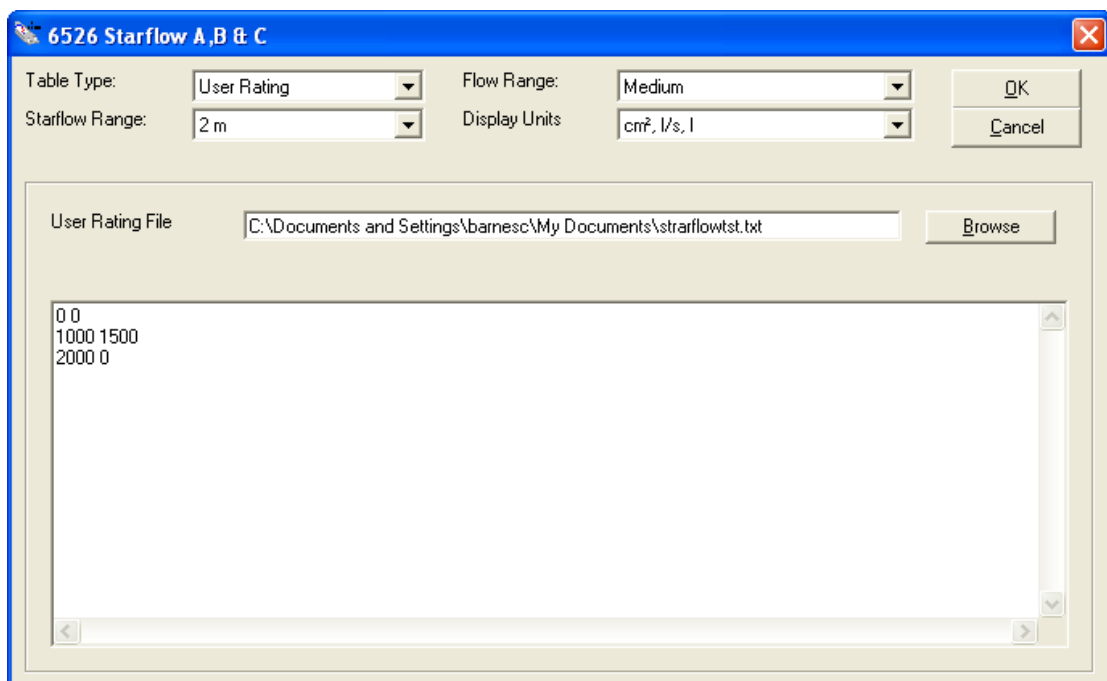 6526 Starflow A,B & C
Table Type: User Rating Flow Range: Medium OK
Starflow Range: 2 m Display Units cm², l/s, l Cancel
User Rating File C:\Documents and Settings\barnesc\My Documents\strarflowtst.txt Browse
0 0
1000 1500
2000 0